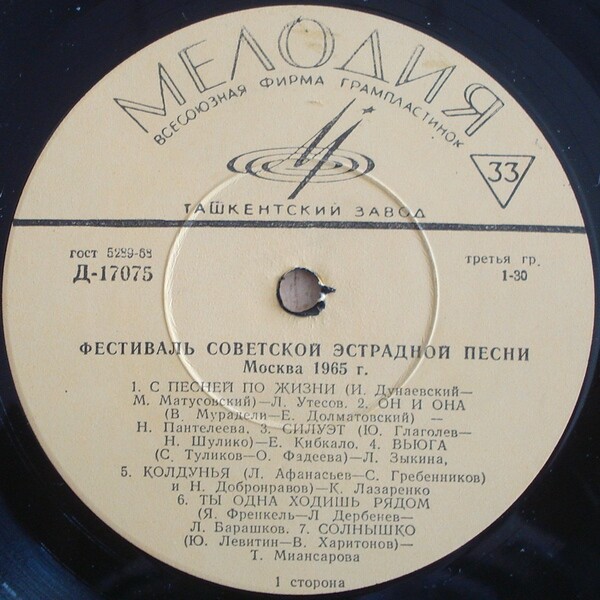 МЕЛОДИЯ
ВСЕСОЮЗНАЯ ФИРМА ГРАМПЛАСТИНОК
33
ТАШКЕНТСКИЙ ЗАВОД
гост 5289-68
Д-17075
третья гр.
1-30
ФЕСТИВАЛЬ СОВЕТСКОЙ ЭСТРАДНОЙ ПЕСНИ
Москва 1965 г.
1. С ПЕСНЕЙ ПО ЖИЗНИ (И. Дунаевский—
М. Матусовский)—Л. Утесов. 2. ОН И ОНА
(В. Мурадели—Е. Долматовский) —
Н. Пантелеева, 3. СИЛУЭТ (Ю. Глаголев—
Н. Шулико)—Е. Кибкало, 4. ВЬЮГА
(С. Туликов—О. Фадеева)—Л. Зыкина,
5. КОЛДУНЬЯ (Л. Афанасьев—С. Гребенников)
и Н. Добронравов)—К. Лазаренко
6. ТЫ ОДНА ХОДИШЬ РЯДОМ
(Я. Френкель—Л Дербенев—
Л. Барашков. 7. СОЛНЫШКО
(Ю. Левитин—В. Харитонов)—
Т. Миансарова
1 сторона